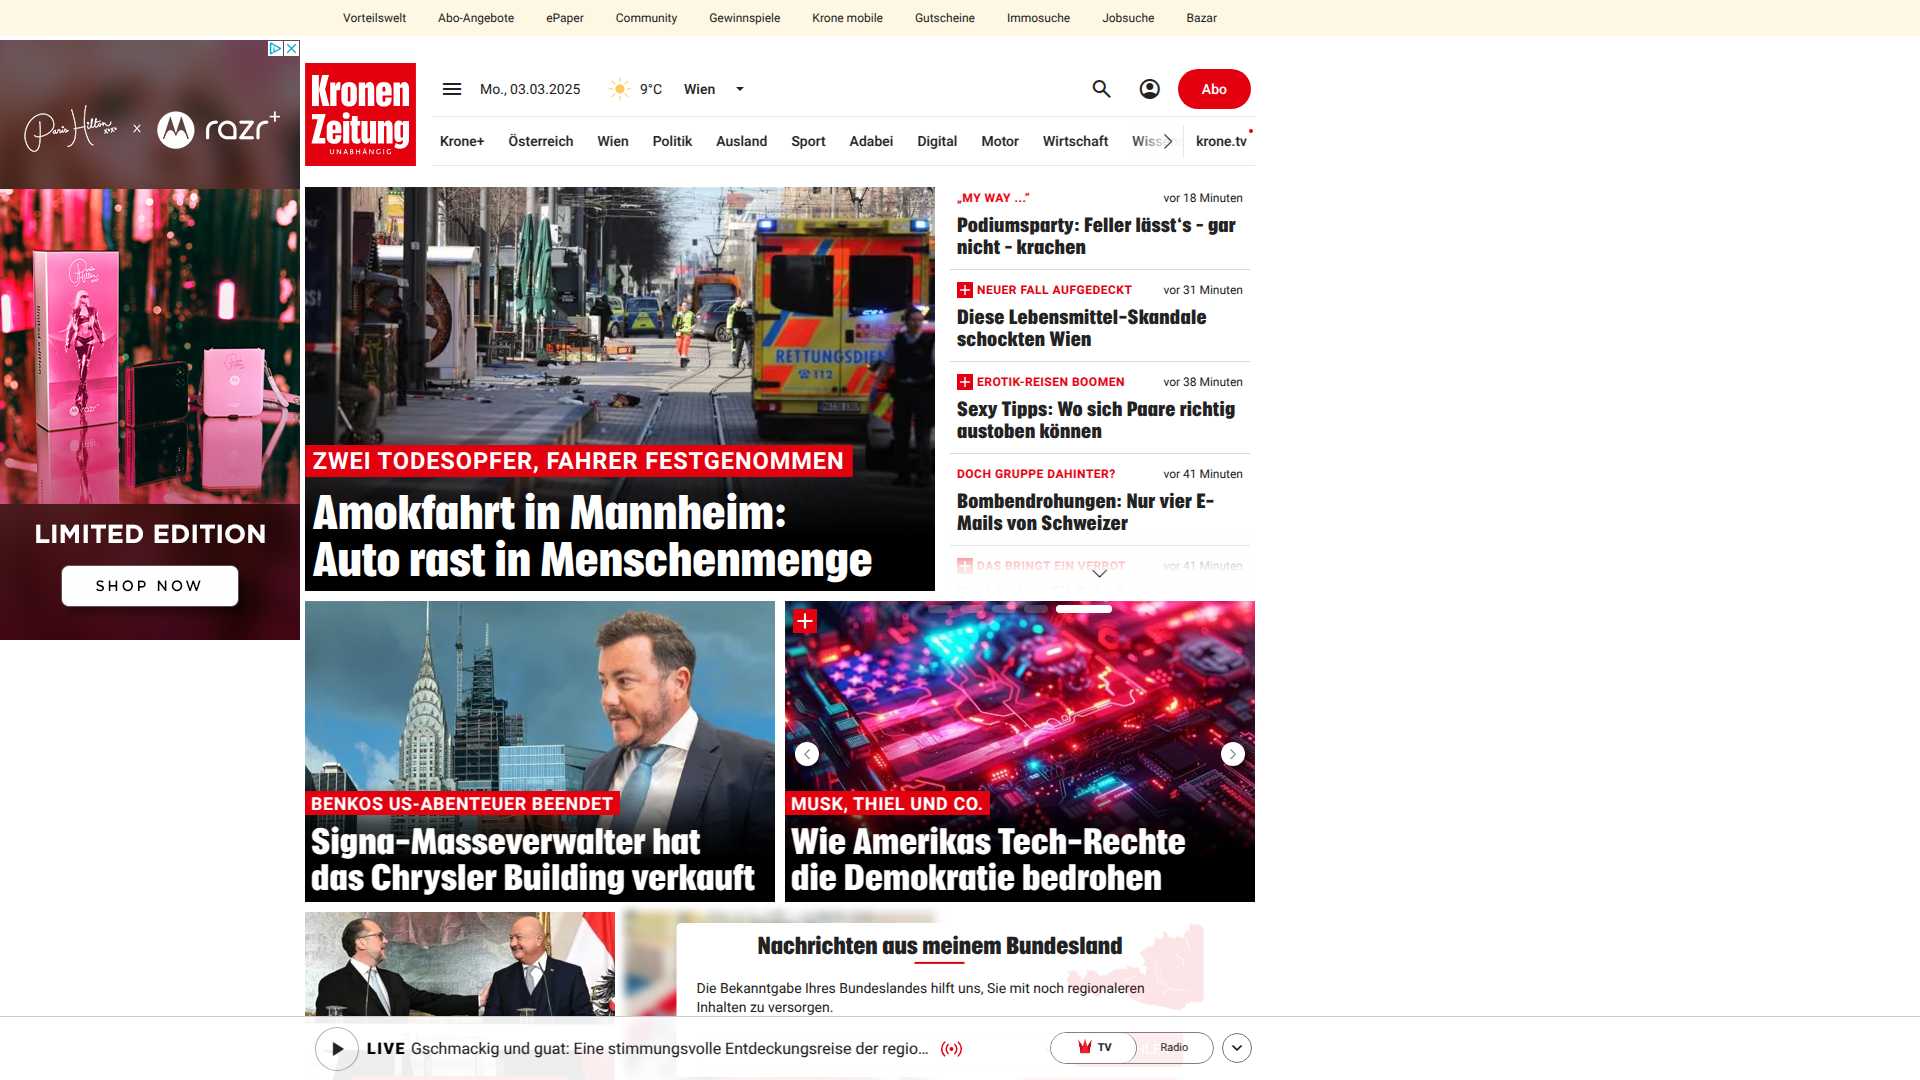 Vorteilswelt Abo-Angebote ePaper Community Gewinnspiele Krone mobile Gutscheine Immosuche Jobsuche Bazar
Paris Hilton x razr+
LIMITED EDITION
SHOP NOW
Kronen
Zeitung
UNABHÄNGIG
Mo., 03.03.2025 9°C Wien
Abo
Krone+ Österreich Wien Politik Ausland Sport Adabei Digital Motor Wirtschaft krone.tv
RETTUNGSDIEN
112
ZWEI TODESOPFER, FAHRER FESTGENOMMEN
Amokfahrt in Mannheim:
Auto rast in Menschenmenge
„MY WAY ...“ vor 18 Minuten
Podiumsparty: Feller lässt‘s – gar
nicht – krachen
NEUER FALL AUFGEDECKT vor 31 Minuten
Diese Lebensmittel-Skandale
schockten Wien
EROTIK-REISEN BOOMEN vor 38 Minuten
Sexy Tipps: Wo sich Paare richtig
austoben können
DOCH GRUPPE DAHINTER? vor 41 Minuten
Bombendrohungen: Nur vier E-
Mails von Schweizer
DAS BRINGT EIN VERBOT vor 41 Minuten
BENKOS US-ABENTEUER BEENDET
Signa-Masseverwalter hat
das Chrysler Building verkauft
MUSK, THIEL UND CO.
Wie Amerikas Tech-Rechte
die Demokratie bedrohen
Nachrichten aus meinem Bundesland
Die Bekanntgabe Ihres Bundeslandes hilft uns, Sie mit noch regionaleren
Inhalten zu versorgen.
LIVE Gschmackig und guat: Eine stimmungsvolle Entdeckungsreise der regio...
TV Radio